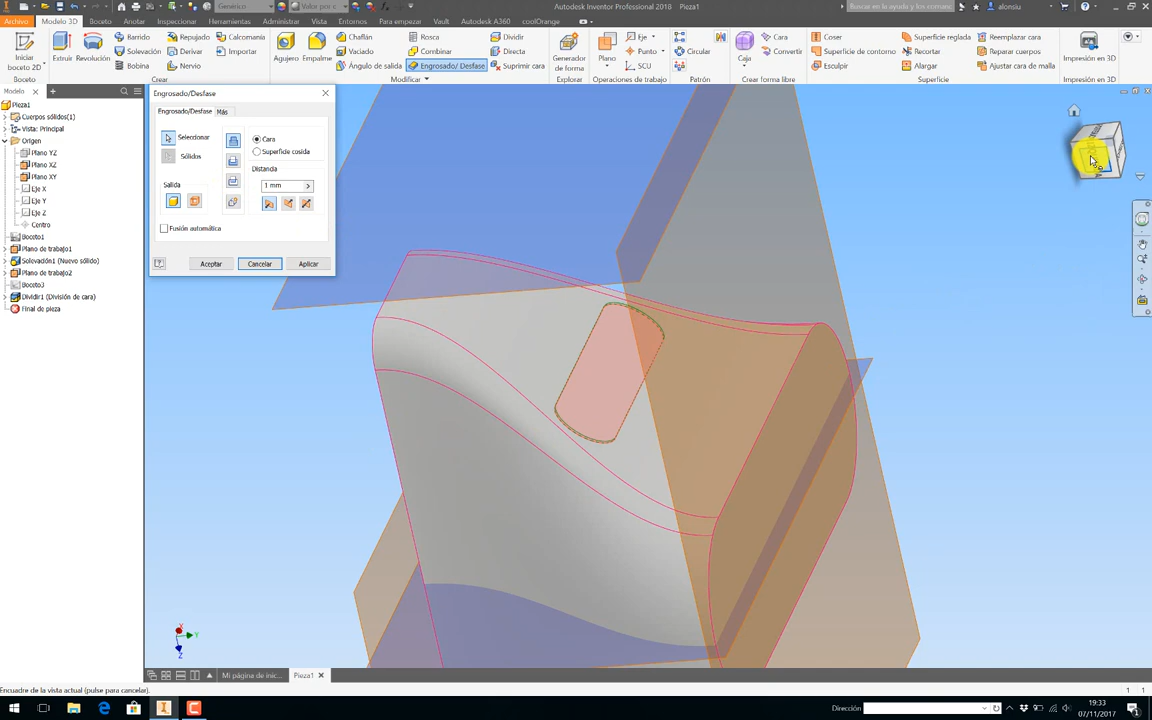 Genérico
Valor por c
Autodesk Inventor Professional 2018   Pieza1
alonsiu
Archivo   Modelo 3D   Boceto   Anotar   Inspeccionar   Herramientas   Administrar   Vista   Entornos   Para empezar   Vault   Autodesk A360   coolOrange
Iniciar
boceto 2D
Boceto
Extruir
Revolución
Barrido
Solevación
Bobina
Repujado
Derivar
Nervio
Calcomanía
Importar
Crear
Agujero
Empalme
Chaflán
Vaciado
Ángulo de salida
Rosca
Combinar
Engrosado/ Desfase
Dividir
Directa
Suprimir cara
Modificar
Generador
de forma
Explorar
Plano
Eje
Punto
SCU
Operaciones de trabajo
Circular
Patrón
Caja
Cara
Convertir
Crear forma libre
Coser
Superficie de contorno
Esculpir
Superficie reglada
Recortar
Alargar
Superficie
Reemplazar cara
Reparar cuerpos
Ajustar cara de malla
Impresión en 3D
Impresión en 3D
Modelo
Pieza1
Cuerpos sólidos(1)
Vista: Principal
Origen
Plano YZ
Plano XZ
Plano XY
Eje X
Eje Y
Eje Z
Centro
Boceto1
Plano de trabajo1
Solevación1 (Nuevo sólido)
Plano de trabajo2
Boceto3
Dividir1 (División de cara)
Final de pieza
Engrosado/Desfase
Engrosado/Desfase   Más
Seleccionar
Sólidos
Cara
Superficie cosida
Distancia
1 mm
Salida
Fusión automática
Aceptar   Cancelar   Aplicar
X
Y
Z
Mi página de inic...   Pieza1
Encuadre de la vista actual (pulse para cancelar).   1   1
Dirección
19:33
07/11/2017